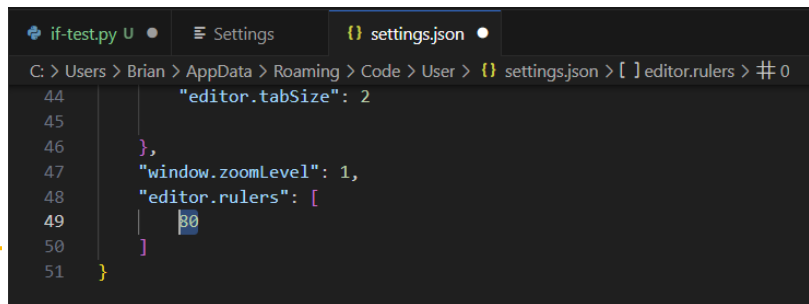 if-test.py U ● Settings {} settings.json ●
C: > Users > Brian > AppData > Roaming > Code > User > {} settings.json > [ ] editor.rulers > # 0
44 "editor.tabSize": 2
45
46 },
47 "window.zoomLevel": 1,
48 "editor.rulers": [
49 80
50 ]
51 }